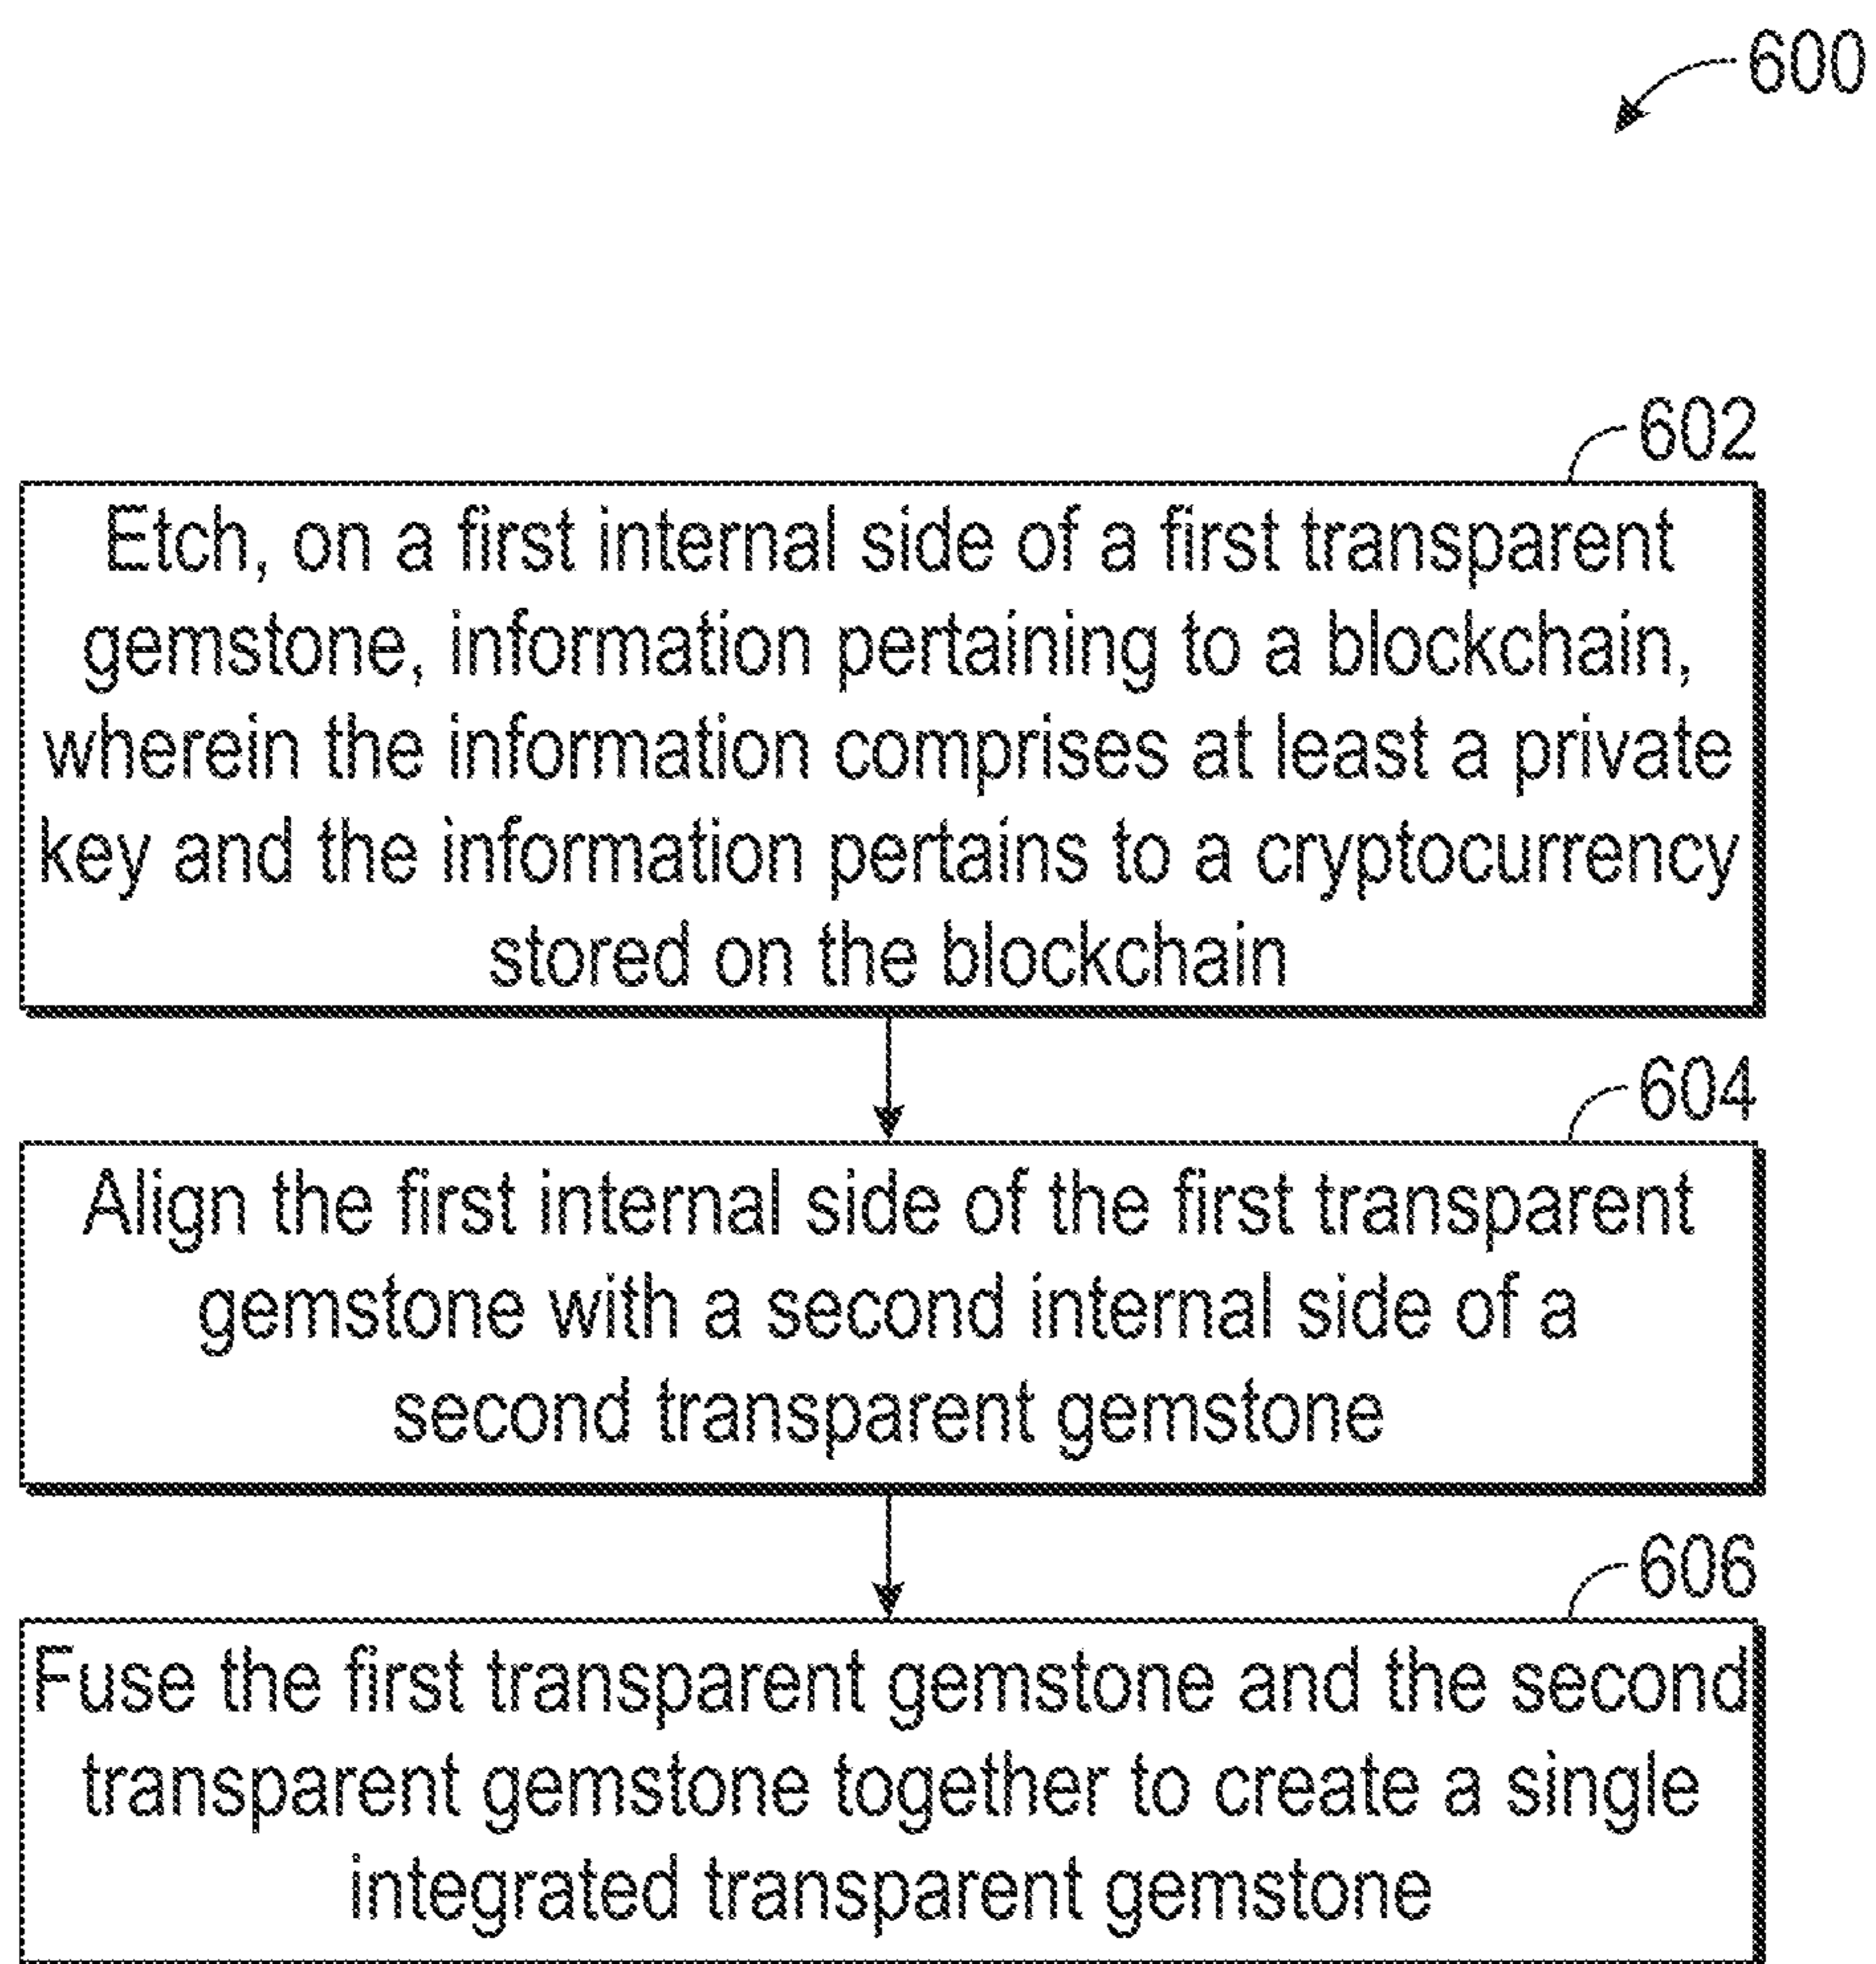 600
602
Etch, on a first internal side of a first transparent
gemstone, information pertaining to a blockchain,
wherein the information comprises at least a private
key and the information pertains to a cryptocurrency
stored on the blockchain
604
Align the first internal side of the first transparent
gemstone with a second internal side of a
second transparent gemstone
606
Fuse the first transparent gemstone and the second
transparent gemstone together to create a single
integrated transparent gemstone